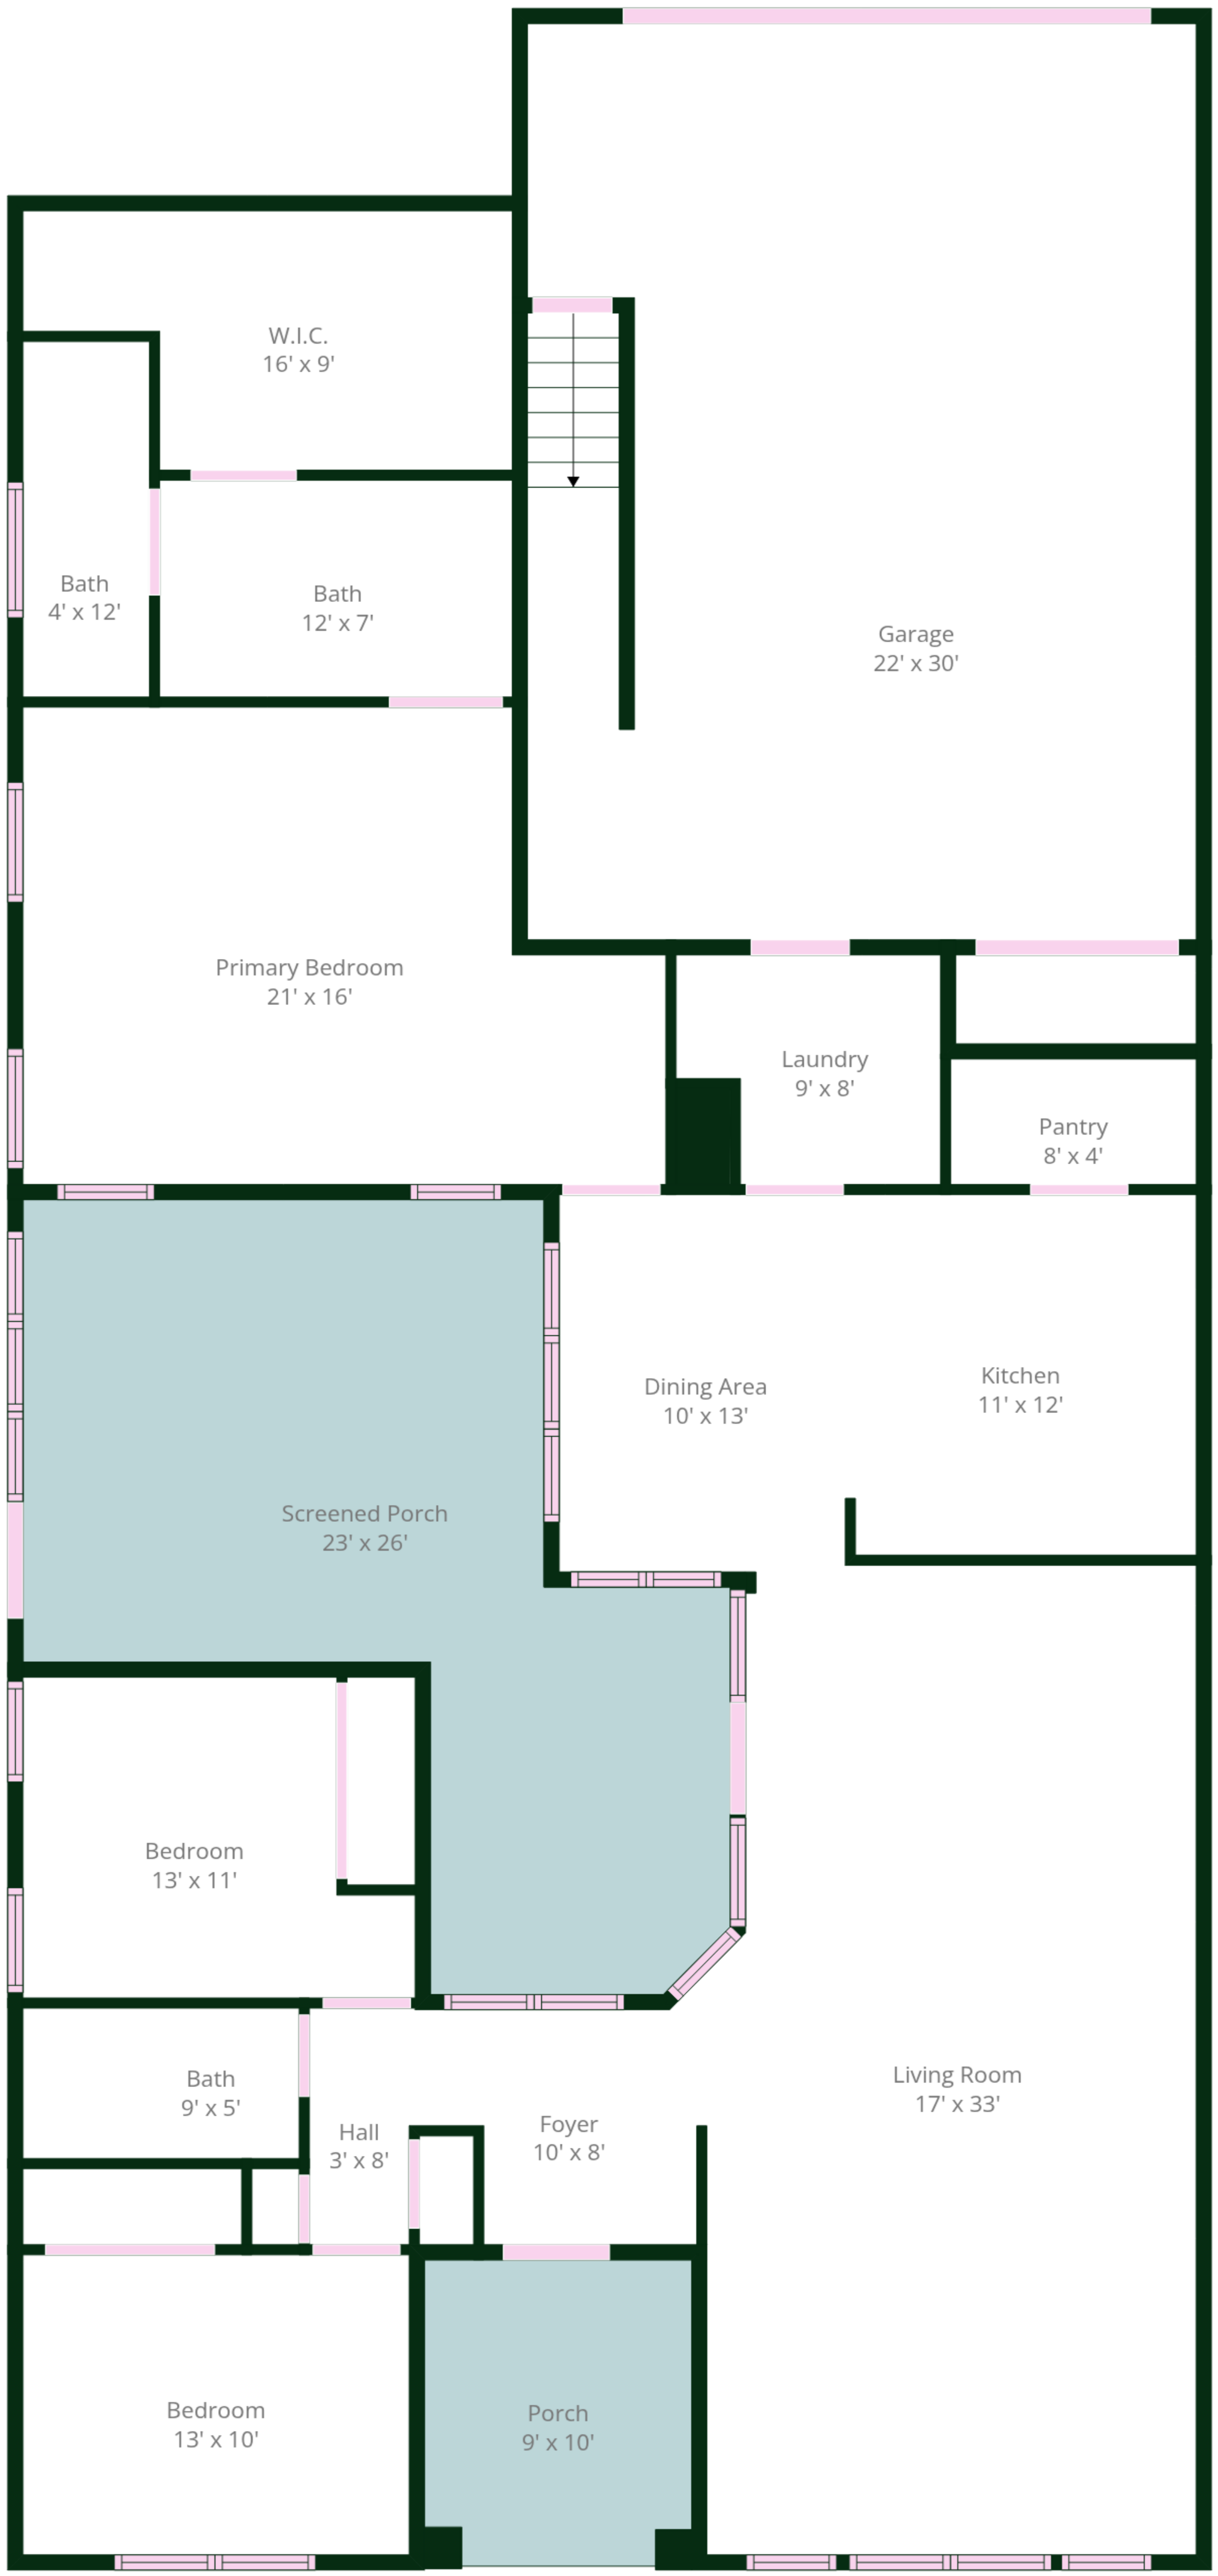 W.I.C.
16' x 9'
Bath
4' x 12'
Bath
12' x 7'
Garage
22' x 30'
Primary Bedroom
21' x 16'
Laundry
9' x 8'
Pantry
8' x 4'
Dining Area
10' x 13'
Kitchen
11' x 12'
Screened Porch
23' x 26'
Bedroom
13' x 11'
Bath
9' x 5'
Hall
3' x 8'
Foyer
10' x 8'
Living Room
17' x 33'
Bedroom
13' x 10'
Porch
9' x 10'